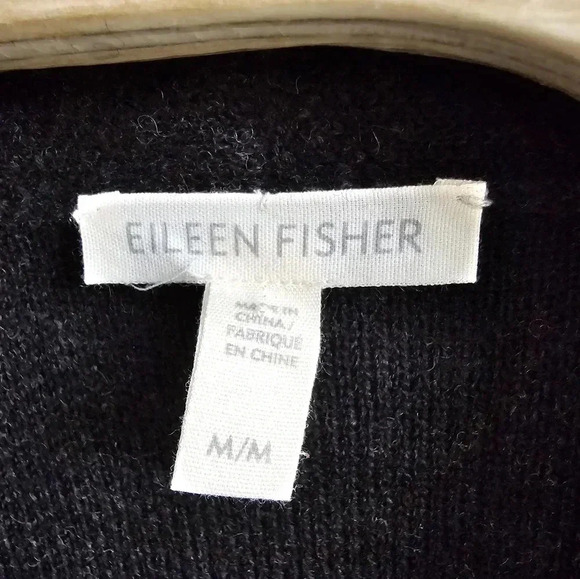 EILEEN FISHER
MADE IN
CHINA/
FABRIQUÉ
EN CHINE
M/M